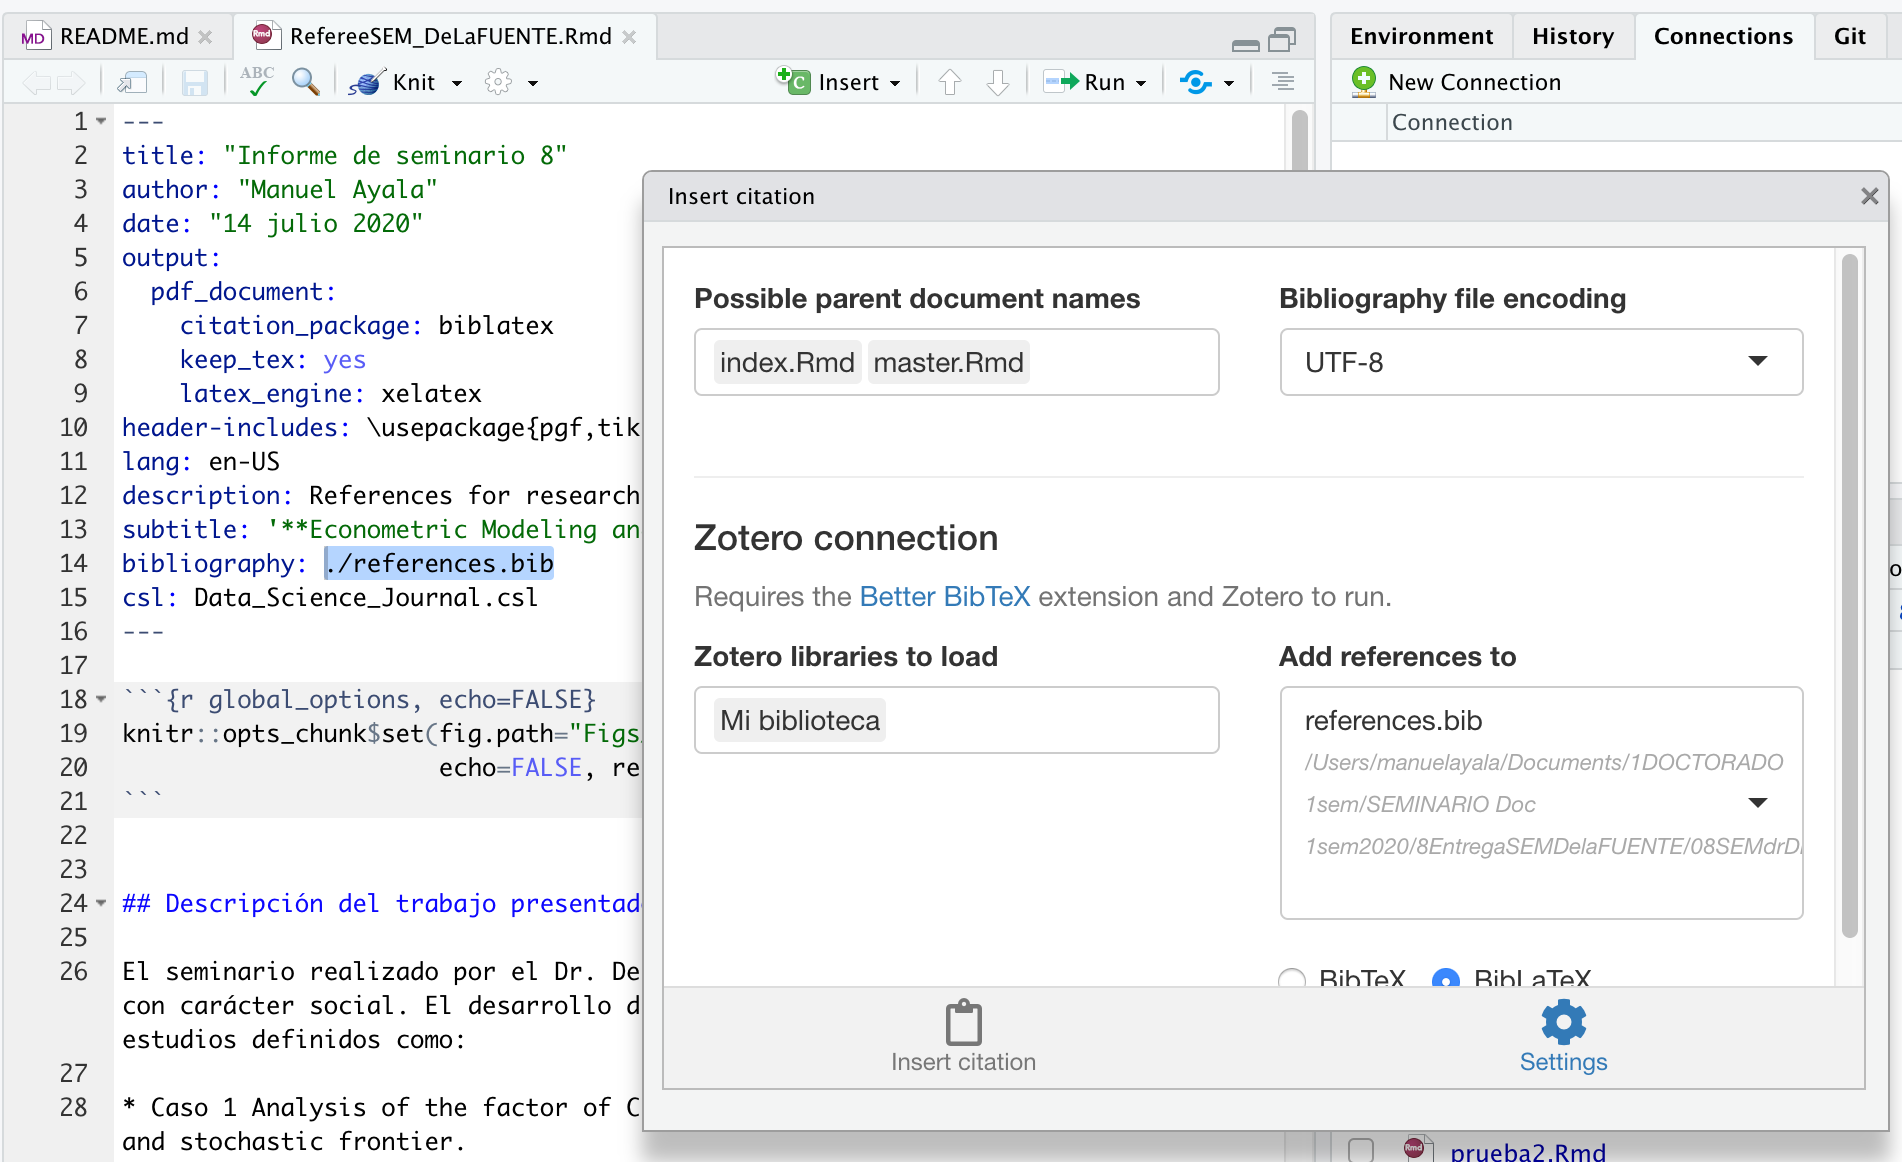 README.md
RefereeSEM_DeLaFUENTE.Rmd
Environment
History
Connections
Git
ABC
Knit
Insert
Run
New Connection
Connection
1 ---
2 title: "Informe de seminario 8"
3 author: "Manuel Ayala"
4 date: "14 julio 2020"
5 output:
6 pdf_document:
7 citation_package: biblatex
8 keep_tex: yes
9 latex_engine: xelatex
10 header-includes: \usepackage{pgf,tik
11 lang: en-US
12 description: References for research
13 subtitle: '**Econometric Modeling an
14 bibliography: ./references.bib
15 csl: Data_Science_Journal.csl
16 ---
17
18 ```{r global_options, echo=FALSE}
19 knitr::opts_chunk$set(fig.path="Figs
20 echo=FALSE, re
21 ```
22
23
24 ## Descripción del trabajo presentad
25
26 El seminario realizado por el Dr. De
con carácter social. El desarrollo d
estudios definidos como:
27
28 * Caso 1 Analysis of the factor of C
and stochastic frontier.
Insert citation
Possible parent document names
index.Rmd master.Rmd
Bibliography file encoding
UTF-8
Zotero connection
Requires the Better BibTeX extension and Zotero to run.
Zotero libraries to load
Mi biblioteca
Add references to
references.bib
/Users/manuelayala/Documents/1DOCTORADO
1sem/SEMINARIO Doc
1sem2020/8EntregaSEMDelaFUENTE/08SEMdrD
BibTeX BibLaTeX
Insert citation
Settings
prueba2.Rmd